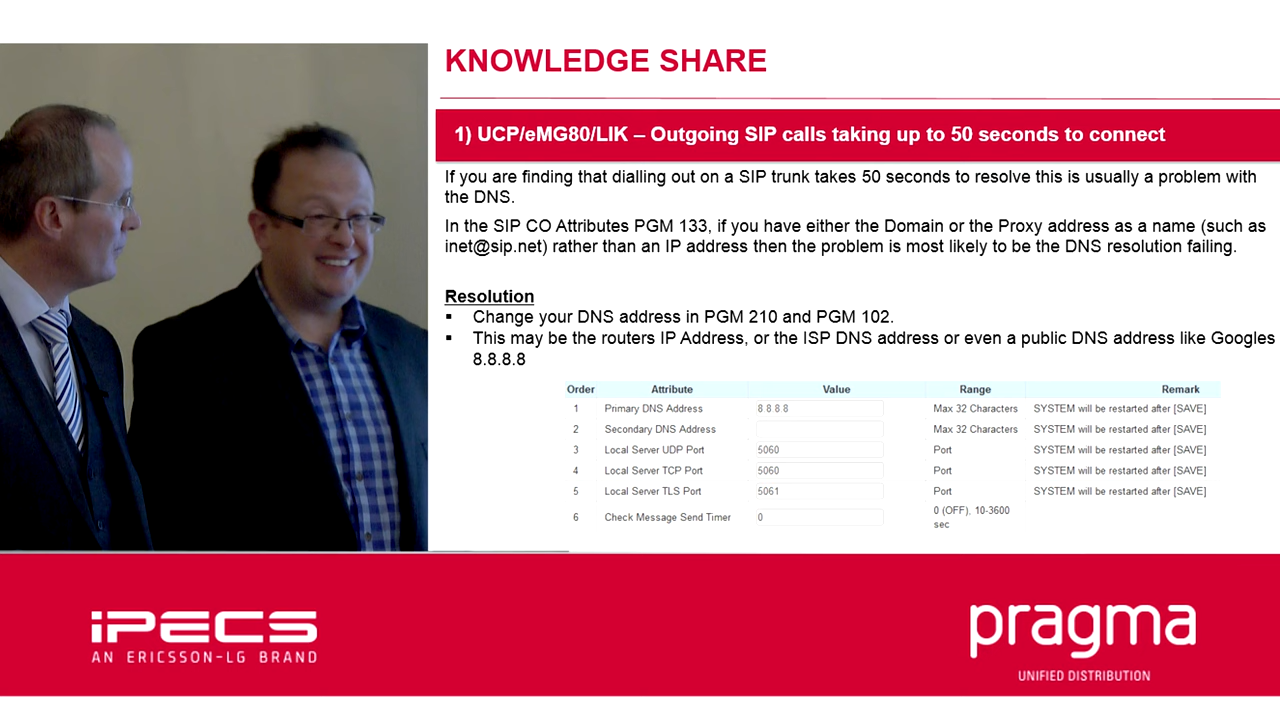 KNOWLEDGE SHARE
1) UCP/eMG80/LIK – Outgoing SIP calls taking up to 50 seconds to connect
If you are finding that dialling out on a SIP trunk takes 50 seconds to resolve this is usually a problem with
the DNS.
In the SIP CO Attributes PGM 133, if you have either the Domain or the Proxy address as a name (such as
inet@sip.net) rather than an IP address then the problem is most likely to be the DNS resolution failing.
Resolution
▪ Change your DNS address in PGM 210 and PGM 102.
▪ This may be the routers IP Address, or the ISP DNS address or even a public DNS address like Googles
8.8.8.8
Order Attribute Value Range Remark
1 Primary DNS Address 8.8.8.8 Max 32 Characters SYSTEM will be restarted after [SAVE]
2 Secondary DNS Address Max 32 Characters SYSTEM will be restarted after [SAVE]
3 Local Server UDP Port 5060 Port SYSTEM will be restarted after [SAVE]
4 Local Server TCP Port 5060 Port SYSTEM will be restarted after [SAVE]
5 Local Server TLS Port 5061 Port SYSTEM will be restarted after [SAVE]
6 Check Message Send Timer 0 0 (OFF), 10-3600
sec
iPECS
AN ERICSSON-LG BRAND
pragma
UNIFIED DISTRIBUTION